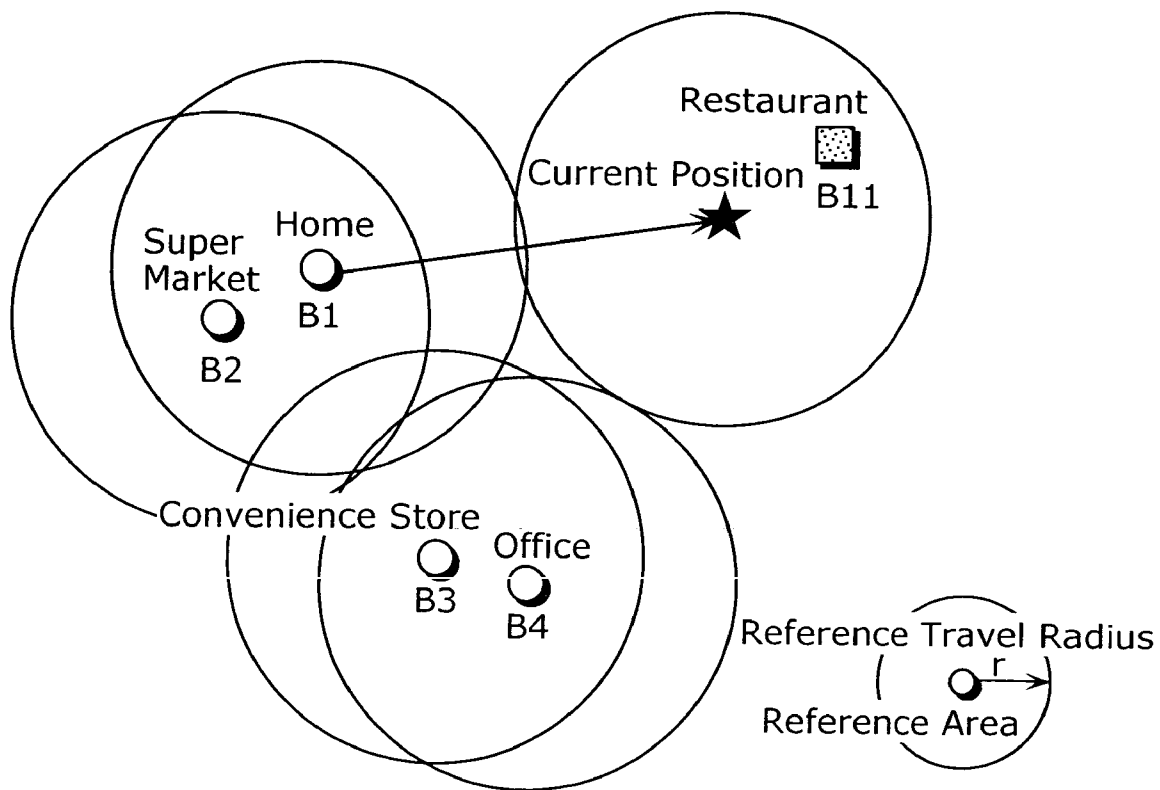 Restaurant
Current Position
B11
Home
Super
Market
B1
B2
Convenience Store
Office
B3
B4
Reference Travel Radius
r
Reference Area